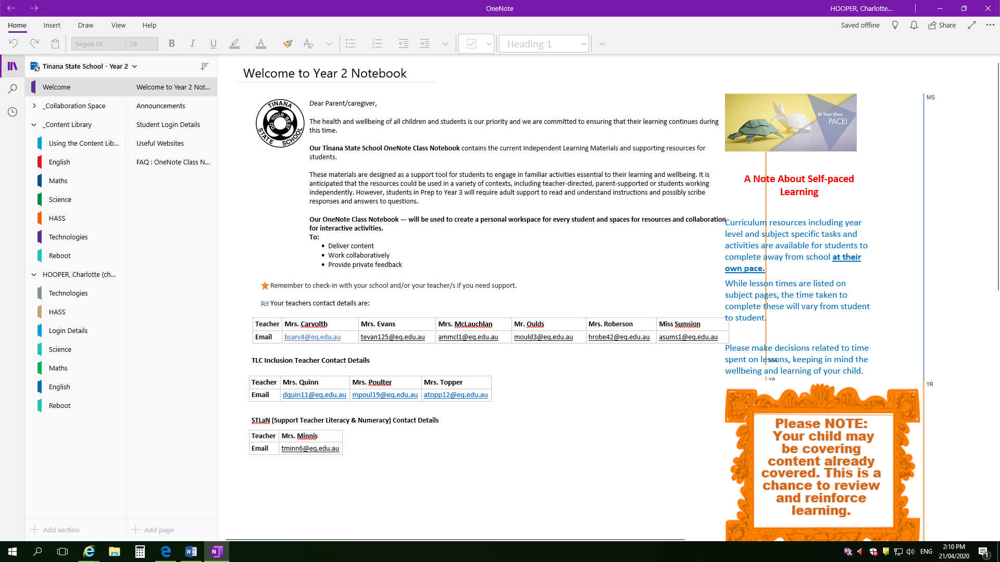 OneNote
HOOPER, Charlotte...
Home Insert Draw View Help
Saved offline
Share
Segoe UI 18
B I U A
Heading 1
Tinana State School - Year 2
Welcome
_Collaboration Space
_Content Library
Using the Content Lib...
English
Maths
Science
HASS
Technologies
Reboot
HOOPER, Charlotte (ch...
Technologies
HASS
Login Details
Science
Maths
English
Reboot
Add section
Welcome to Year 2 Not...
Announcements
Student Login Details
Useful Websites
FAQ : OneNote Class N...
Add page
Welcome to Year 2 Notebook
TINANA
DO YOUR BEST
STATE SCHOOL
Dear Parent/caregiver,
The health and wellbeing of all children and students is our priority and we are committed to ensuring that their learning continues during
this time.
Our Tinana State School OneNote Class Notebook contains the current Independent Learning Materials and supporting resources for
students.
These materials are designed as a support tool for students to engage in familiar activities essential to their learning and wellbeing. It is
anticipated that the resources could be used in a variety of contexts, including teacher-directed, parent-supported or students working
independently. However, students in Prep to Year 3 will require adult support to read and understand instructions and possibly scribe
responses and answers to questions.
Our OneNote Class Notebook — will be used to create a personal workspace for every student and spaces for resources and collaboration
for interactive activities.
To:
• Deliver content
• Work collaboratively
• Provide private feedback
Remember to check-in with your school and/or your teacher/s if you need support.
Your teachers contact details are:
Teacher Mrs. Carvolth Mrs. Evans Mrs. McLauchlan Mr. Oulds Mrs. Roberson Miss Sumsion
Email bcarv4@eq.edu.au tevan125@eq.edu.au ammcl1@eq.edu.au mould3@eq.edu.au hrobe42@eq.edu.au asums1@eq.edu.au
TLC Inclusion Teacher Contact Details
Teacher Mrs. Quinn Mrs. Poulter Mrs. Topper
Email dquin11@eq.edu.au mpoul19@eq.edu.au atopp12@eq.edu.au
STLaN (Support Teacher Literacy & Numeracy) Contact Details
Teacher Mrs. Minnis
Email tminn6@eq.edu.au
At Your Own
PACE!
MS
A Note About Self-paced
Learning
Curriculum resources including year
level and subject specific tasks and
activities are available for students to
complete away from school at their
own pace.
While lesson times are listed on
subject pages, the time taken to
complete these will vary from student
to student.
Please make decisions related to time
spent on lessons, keeping in mind the
wellbeing and learning of your child.
YR
YR
Please NOTE:
Your child may
be covering
content already
covered. This is a
chance to review
and reinforce
learning.
ENG
2:10 PM
21/04/2020
1